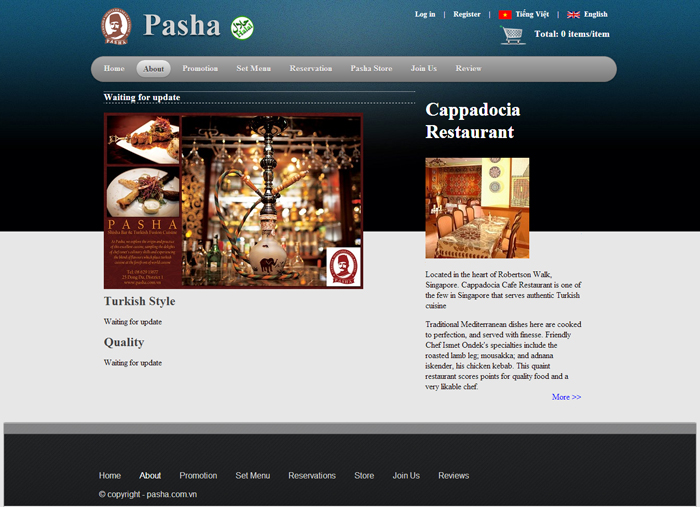 Pasha
Halal
PASHA
Log in | Register | Tiếng Việt | English
Total: 0 items/item
Home About Promotion Set Menu Reservation Pasha Store Join Us Review
Waiting for update
PASHA
PASHA
Turkish Style
Waiting for update
Quality
Waiting for update
Cappadocia
Restaurant
Located in the heart of Robertson Walk,
Singapore. Cappadocia Cafe Restaurant is one of
the few in Singapore that serves authentic Turkish
cuisine
Traditional Mediterranean dishes here are cooked
to perfection, and served with finesse. Friendly
Chef Ismet Ondek's specialties include the
roasted lamb leg; mousakka; and adnana
iskender, his chicken kebab. This quaint
restaurant scores points for quality food and a
very likable chef.
More >>
Home About Promotion Set Menu Reservations Store Join Us Reviews
© copyright - pasha.com.vn